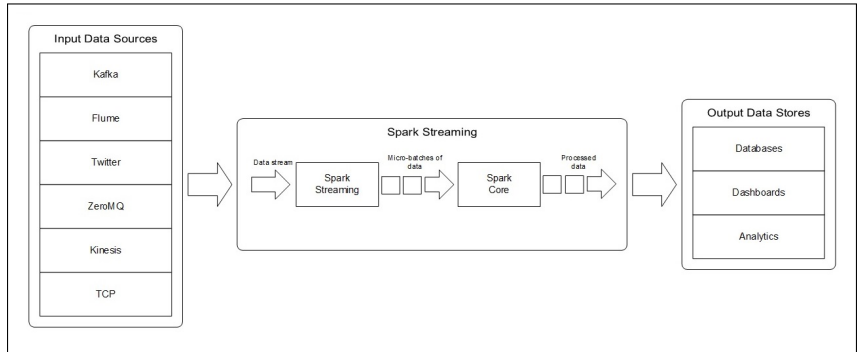 Input Data Sources
Kafka
Flume
Twitter
ZeroMQ
Kinesis
TCP
Spark Streaming
Data stream
Spark
Streaming
Micro-batches of
data
Spark
Core
Processed
data
Output Data Stores
Databases
Dashboards
Analytics